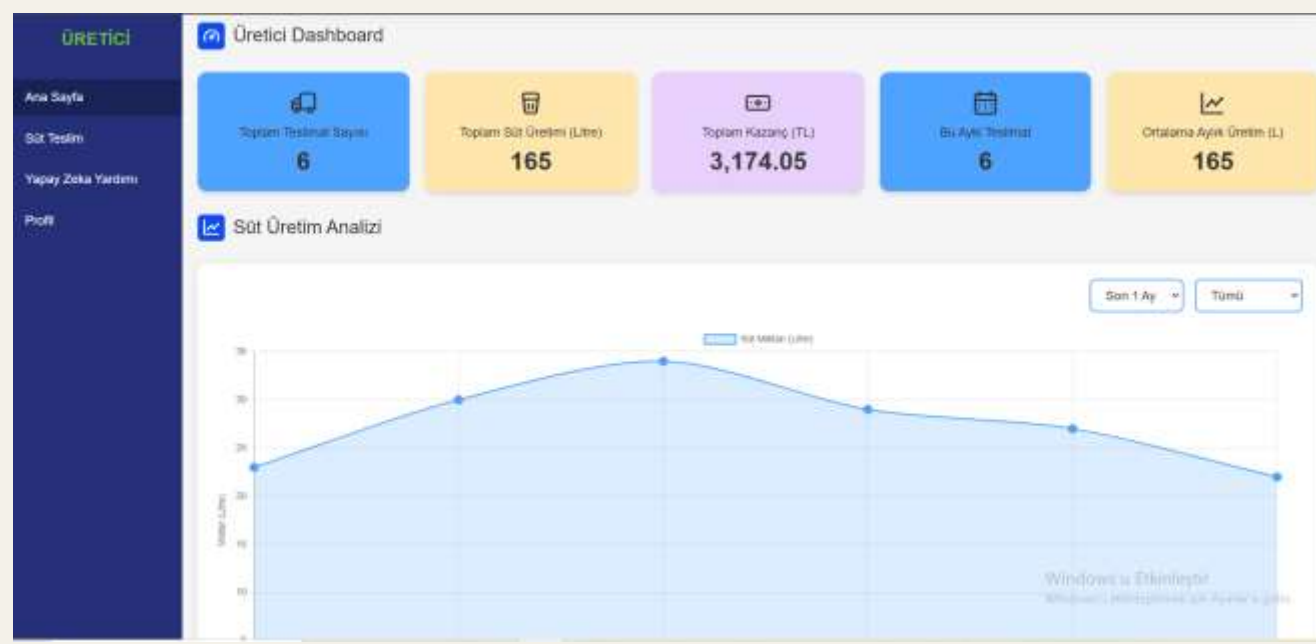 ÜRETİCİ
Ana Sayfa
Süt Teslim
Yapay Zeka Yardımı
Profil
Üretici Dashboard
Toplam Teslimat Sayısı
6
Toplam Süt Üretimi (Litre)
165
Toplam Kazanç (TL)
3,174.05
Bu Ayki Teslimat
6
Ortalama Aylık Üretim (L)
165
Süt Üretim Analizi
Son 1 Ay
Tümü
Süt Miktarı (Litre)
35
30
25
20
15
10
Miktar (Litre)
Windows'u Etkinleştir